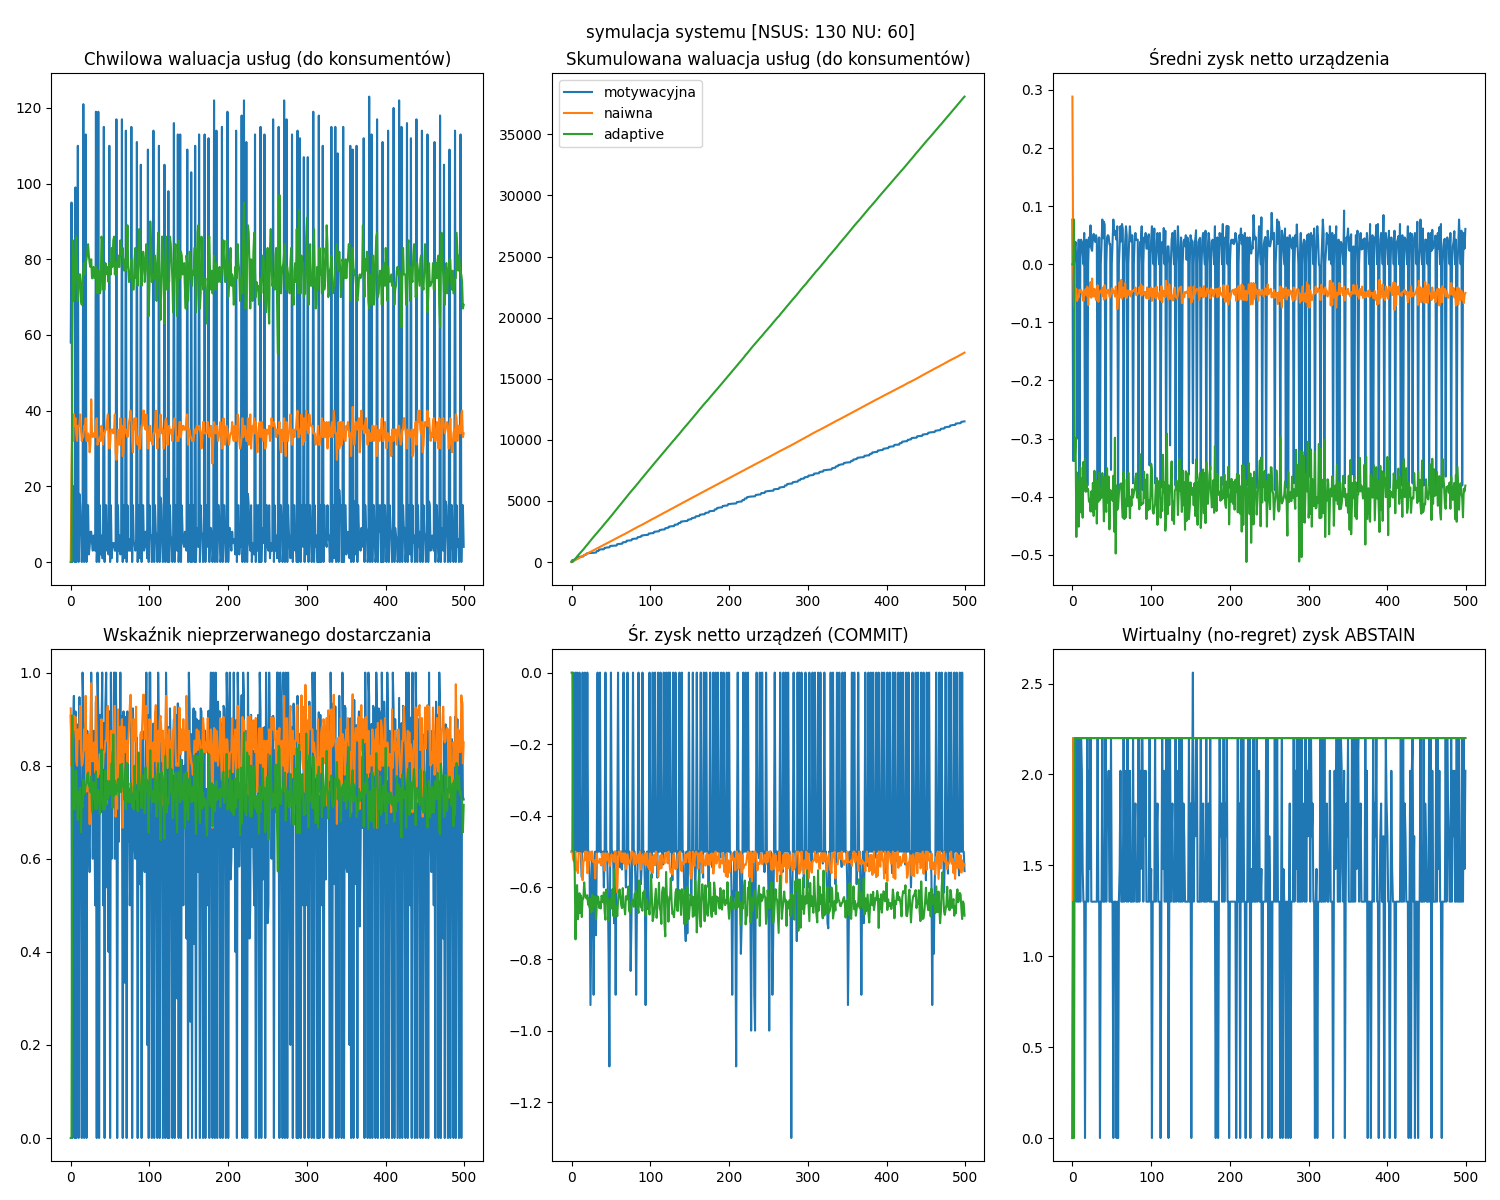 symulacja systemu [NSUS: 130 NU: 60]
Chwilowa waluacja usług (do konsumentów)
120
100
80
60
40
20
0
0 100 200 300 400 500
Skumulowana waluacja usług (do konsumentów)
motywacyjna
naiwna
adaptive
35000
30000
25000
20000
15000
10000
5000
0
0 100 200 300 400 500
Średni zysk netto urządzenia
0.3
0.2
0.1
0.0
−0.1
−0.2
−0.3
−0.4
−0.5
0 100 200 300 400 500
Wskaźnik nieprzerwanego dostarczania
1.0
0.8
0.6
0.4
0.2
0.0
0 100 200 300 400 500
Śr. zysk netto urządzeń (COMMIT)
0.0
−0.2
−0.4
−0.6
−0.8
−1.0
−1.2
0 100 200 300 400 500
Wirtualny (no-regret) zysk ABSTAIN
2.5
2.0
1.5
1.0
0.5
0.0
0 100 200 300 400 500